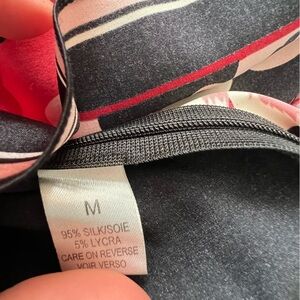 M
95% SILK/SOIE
5% LYCRA
CARE ON REVERSE
VOIR VERSO